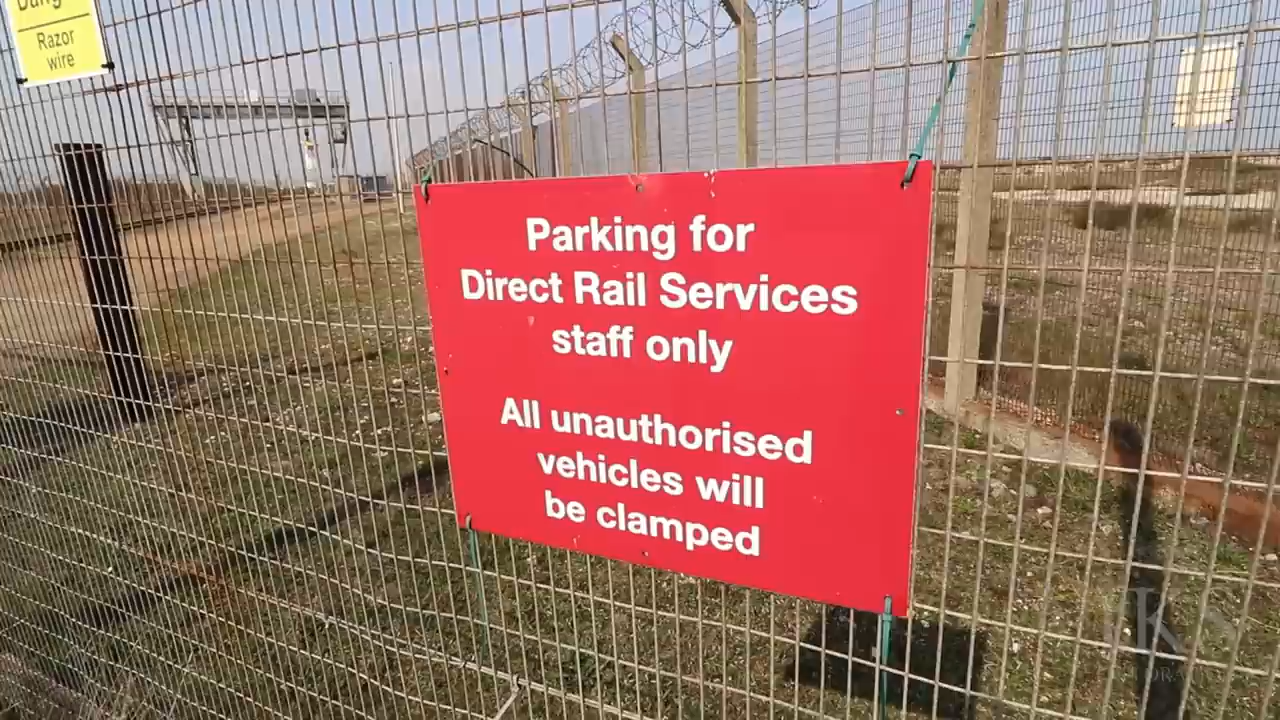 Razor
wire
Parking for
Direct Rail Services
staff only
All unauthorised
vehicles will
be clamped